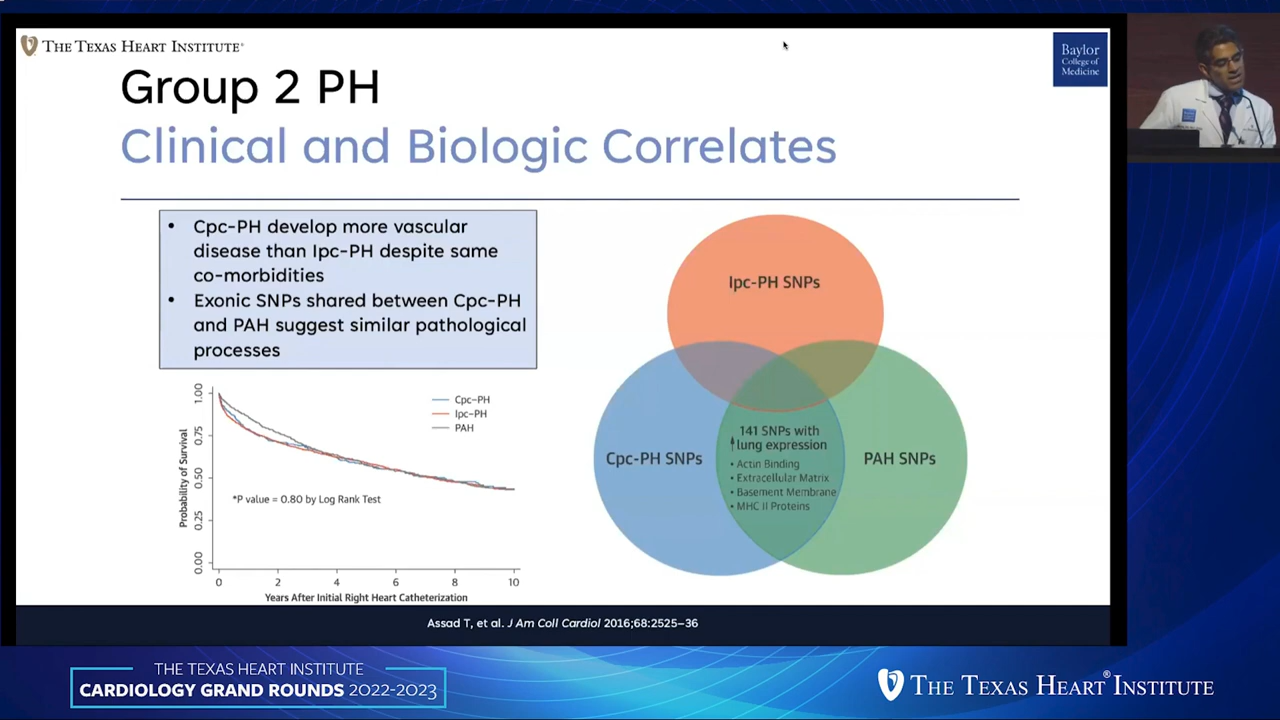 THE TEXAS HEART INSTITUTE®
Baylor
College of
Medicine
Group 2 PH
Clinical and Biologic Correlates
• Cpc-PH develop more vascular
disease than Ipc-PH despite same
co-morbidities
• Exonic SNPs shared between Cpc-PH
and PAH suggest similar pathological
processes
Ipc-PH SNPs
Cpc-PH SNPs
141 SNPs with
lung expression
• Actin Binding
• Extracellular Matrix
• Basement Membrane
• MHC II Proteins
PAH SNPs
Probability of Survival
1.00
0.75
0.50
0.25
0.00
Cpc-PH
Ipc-PH
PAH
*P value = 0.80 by Log Rank Test
0 2 4 6 8 10
Years After Initial Right Heart Catheterization
Assad T, et al. J Am Coll Cardiol 2016;68:2525–36
THE TEXAS HEART INSTITUTE
CARDIOLOGY GRAND ROUNDS 2022-2023
THE TEXAS HEART® INSTITUTE